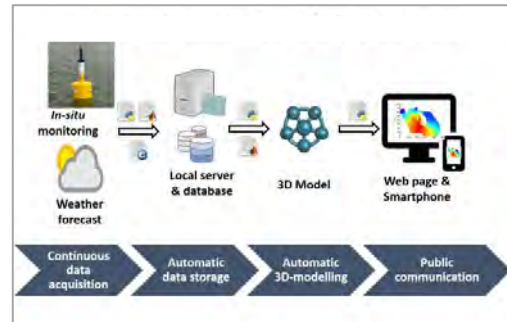 In-situ
monitoring
Weather
forecast
Local server
& database
3D Model
Web page &
Smartphone
Continuous
data
acquisition
Automatic
data storage
Automatic
3D-modelling
Public
communication